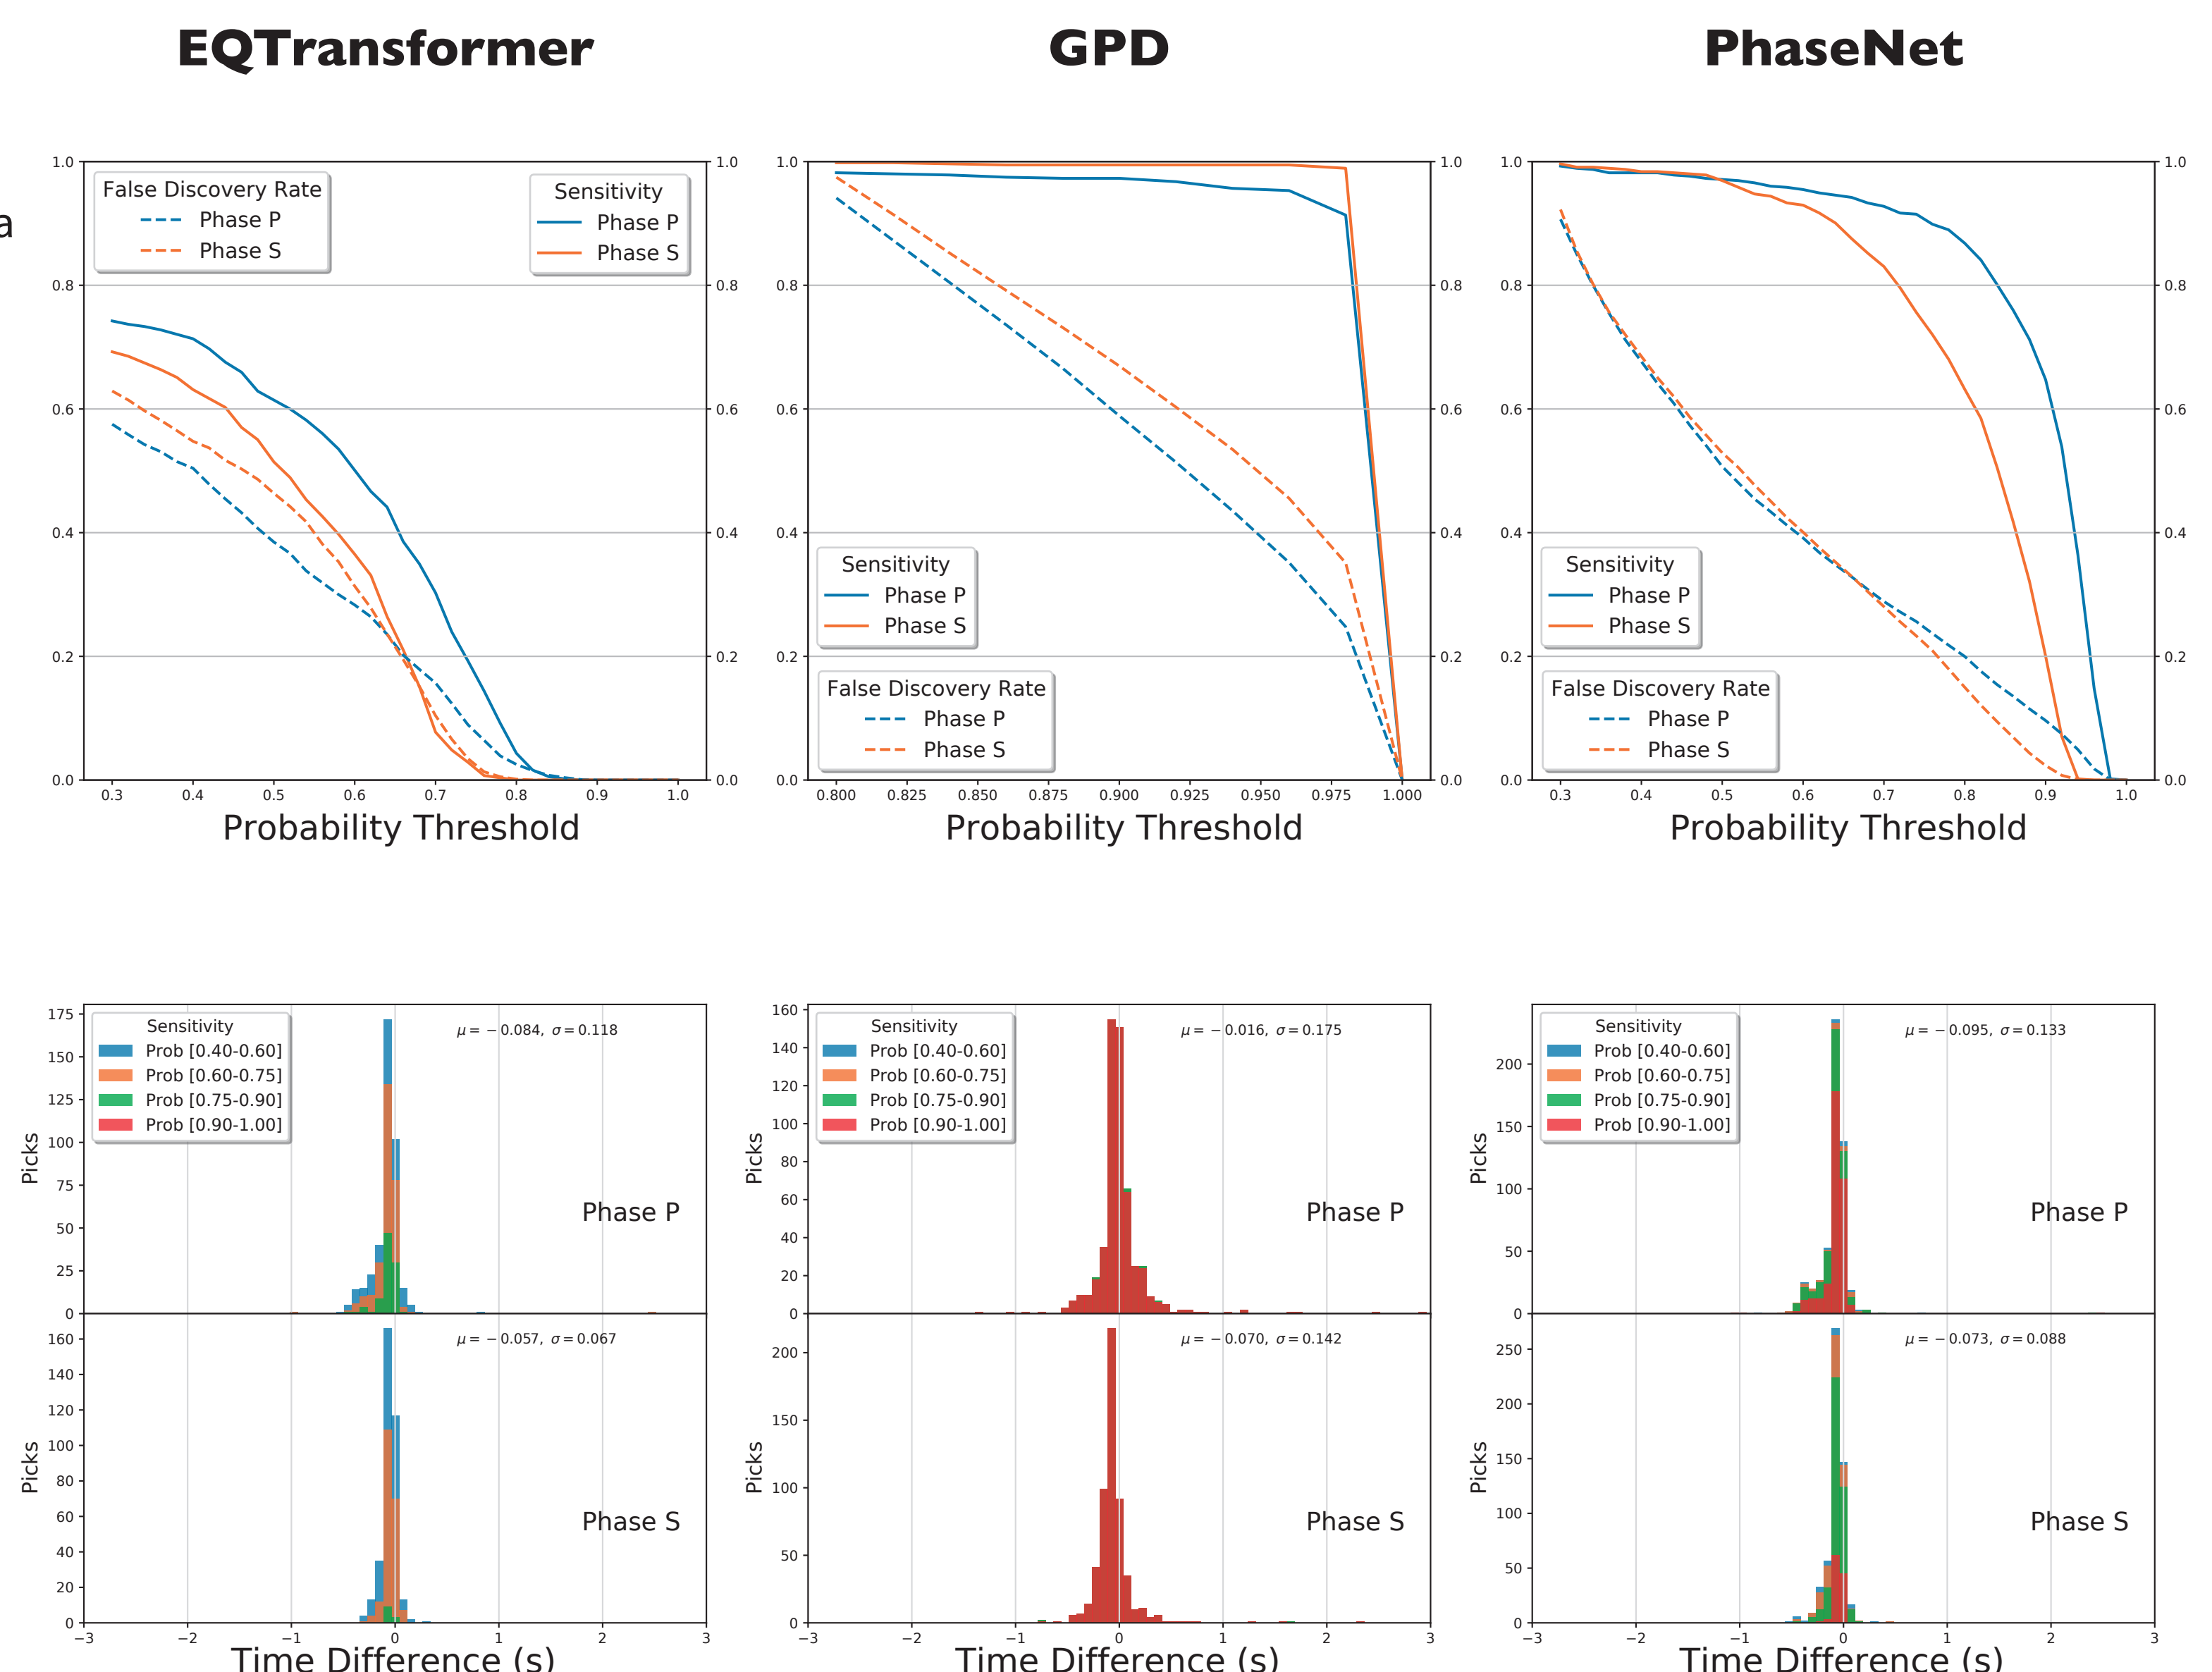 EQTransformer GPD PhaseNet
a
1.0 0.8 0.6 0.4 0.2 0.0
False Discovery Rate
Phase P
Phase S
Sensitivity
Phase P
Phase S
1.0 0.8 0.6 0.4 0.2 0.0
0.3 0.4 0.5 0.6 0.7 0.8 0.9 1.0
Probability Threshold
1.0 0.8 0.6 0.4 0.2 0.0
Sensitivity
Phase P
Phase S
False Discovery Rate
Phase P
Phase S
1.0 0.8 0.6 0.4 0.2 0.0
0.800 0.825 0.850 0.875 0.900 0.925 0.950 0.975 1.000
Probability Threshold
1.0 0.8 0.6 0.4 0.2 0.0
Sensitivity
Phase P
Phase S
False Discovery Rate
Phase P
Phase S
1.0 0.8 0.6 0.4 0.2 0.0
0.3 0.4 0.5 0.6 0.7 0.8 0.9 1.0
Probability Threshold
Picks
175 150 125 100 75 50 25 0
Sensitivity
Prob [0.40-0.60]
Prob [0.60-0.75]
Prob [0.75-0.90]
Prob [0.90-1.00]
μ = −0.084, σ = 0.118
Phase P
Picks
160 140 120 100 80 60 40 20 0
μ = −0.057, σ = 0.067
Phase S
−3 −2 −1 0 1 2 3
Time Difference (s)
Picks
160 140 120 100 80 60 40 20 0
Sensitivity
Prob [0.40-0.60]
Prob [0.60-0.75]
Prob [0.75-0.90]
Prob [0.90-1.00]
μ = −0.016, σ = 0.175
Phase P
Picks
200 150 100 50 0
μ = −0.070, σ = 0.142
Phase S
−3 −2 −1 0 1 2 3
Time Difference (s)
Picks
200 150 100 50 0
Sensitivity
Prob [0.40-0.60]
Prob [0.60-0.75]
Prob [0.75-0.90]
Prob [0.90-1.00]
μ = −0.095, σ = 0.133
Phase P
Picks
250 200 150 100 50 0
μ = −0.073, σ = 0.088
Phase S
−3 −2 −1 0 1 2 3
Time Difference (s)